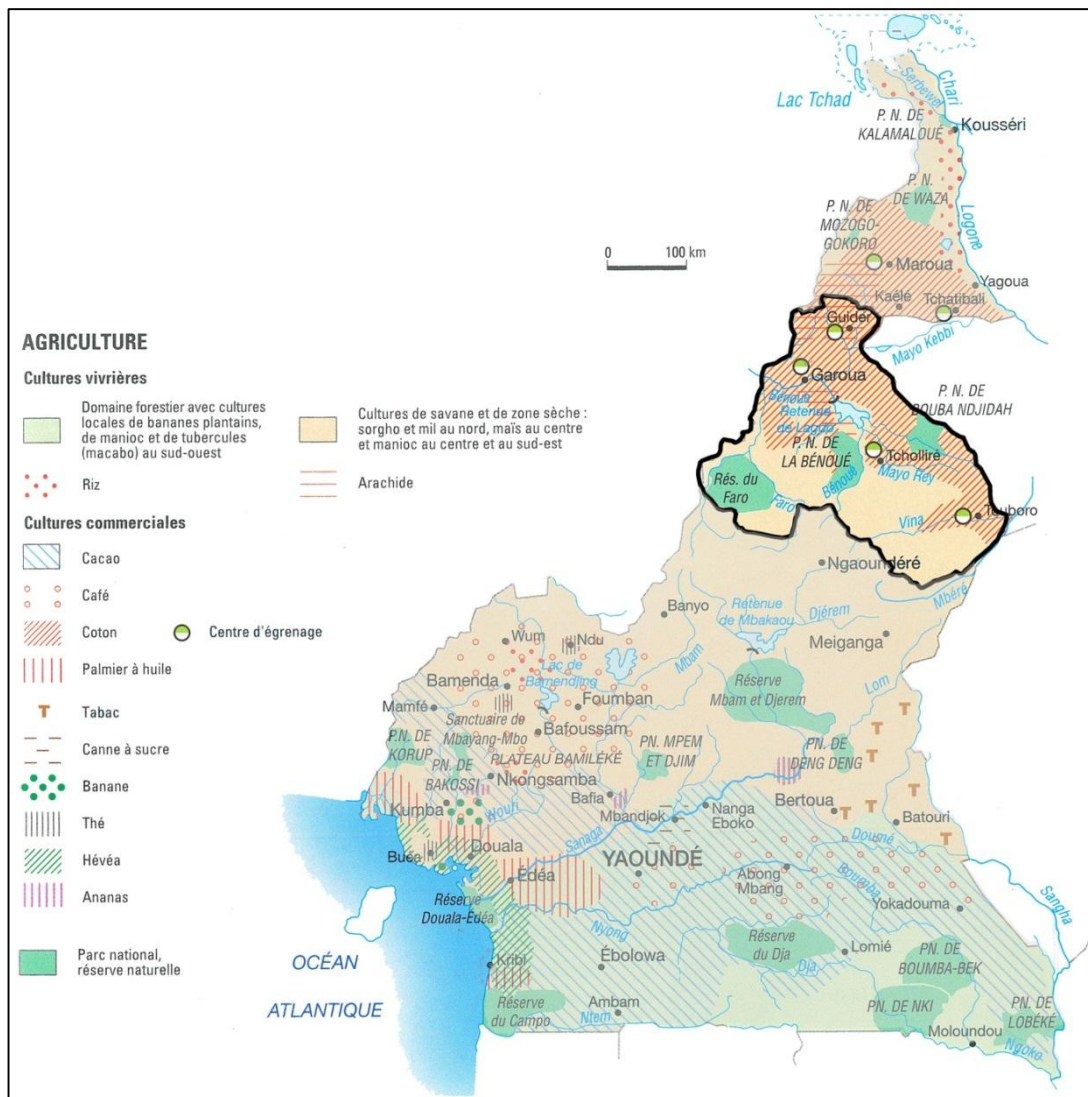 Lac Tchad
Serbewel
Chari
P. N. DE
KALAMALOUÉ
Kousséri
P. N.
DE WAZA
P. N. DE
MOZOGO-
GOKORO
Logone
0 100 km
Maroua
Yagoua
Kaélé
Tchatibali
Guider
Mayo Kebbi
Garoua
Bénoué
Retenue
de Lagdo
P. N. DE
BOUBA NDJIDAH
P. N. DE
LA BÉNOUÉ
Tcholliré
Mayo Rey
Rés. du
Faro
Faro
Bénoué
Vina
Touboro
Ngaoundéré
Mbéré
AGRICULTURE
Cultures vivrières
Domaine forestier avec cultures
locales de bananes plantains,
de manioc et de tubercules
(macabo) au sud-ouest
Cultures de savane et de zone sèche :
sorgho et mil au nord, maïs au centre
et manioc au centre et au sud-est
Riz
Arachide
Cultures commerciales
Cacao
Café
Coton
Centre d'égrenage
Palmier à huile
T
Tabac
Canne à sucre
Banane
Thé
Hévéa
Ananas
Parc national,
réserve naturelle
Banyo
Retenue
de Mbakaou
Djérem
Meiganga
Wum
Ndu
Mbam
Lom
Lac de
Bamendjing
Bamenda
Foumban
Réserve
Mbam et Djerem
Mamfé
Sanctuaire de
Mbayang-Mbo
Bafoussam
P.N. DE
KORUP
PN. DE
BAKOSSI
PLATEAU BAMILÉKÉ
PN. MPEM
ET DJIM
PN. DE
DENG DENG
T
T
T
T
T
T
T
Nkongsamba
Bafia
Kumba
Wouri
Mbandjok
Nanga
Eboko
Bertoua
Batouri
Sanaga
Doumé
Buéa
Douala
YAOUNDÉ
Édéa
Abong
Mbang
Boumba
Yokadouma
Sangha
Réserve
Douala-Édéa
Nyong
Réserve
du Dja
Lomié
PN. DE
BOUMBA-BEK
OCÉAN
ATLANTIQUE
Kribi
Ébolowa
Dja
Réserve
du Campo
Ambam
Ntem
PN. DE NKI
PN. DE
LOBÉKÉ
Moloundou
Ngoko